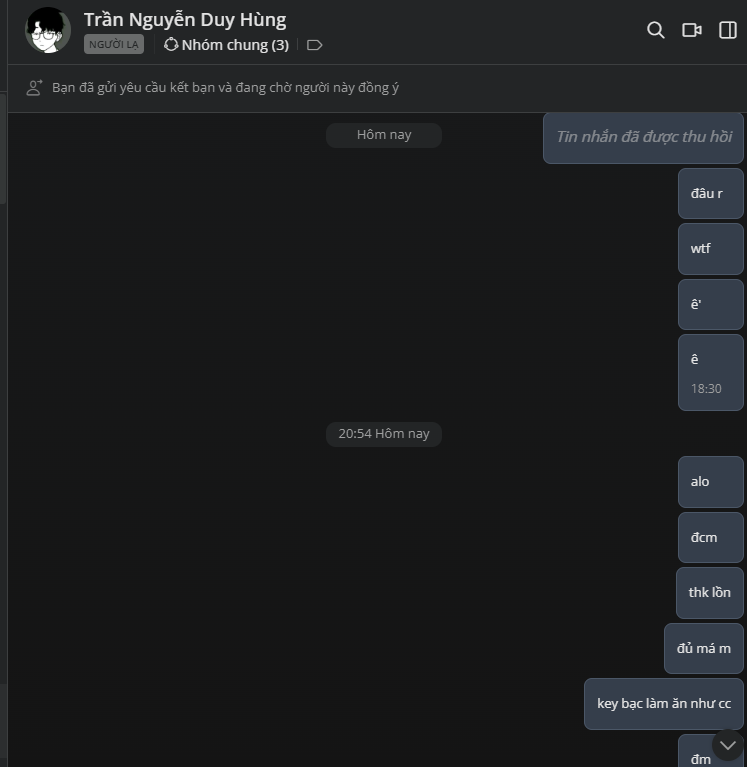 Trần Nguyễn Duy Hùng
NGƯỜI LẠ
Nhóm chung (3)
Bạn đã gửi yêu cầu kết bạn và đang chờ người này đồng ý
Hôm nay
Tin nhắn đã được thu hồi
đâu r
wtf
ê'
ê
18:30
20:54 Hôm nay
alo
đcm
thk lồn
đủ má m
key bạc làm ăn như cc
đm